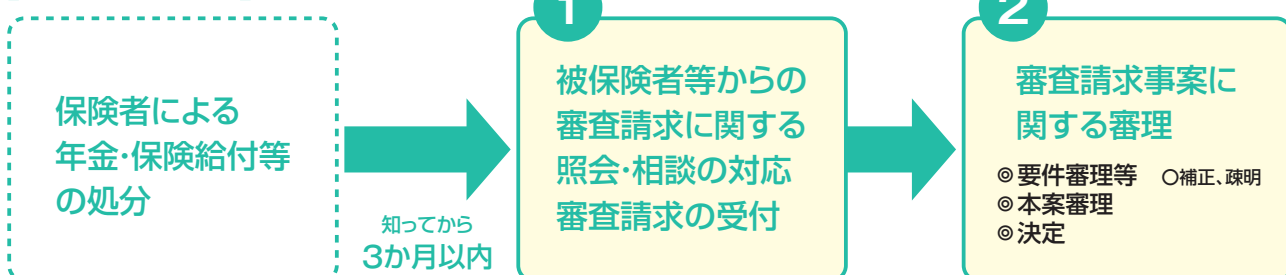 保険者による
年金・保険給付等
の処分
知ってから
3か月以内
1
被保険者等からの
審査請求に関する
照会・相談の対応
審査請求の受付
2
審査請求事案に
関する審理
◎要件審理等 〇補正、疎明
◎本案審理
◎決定